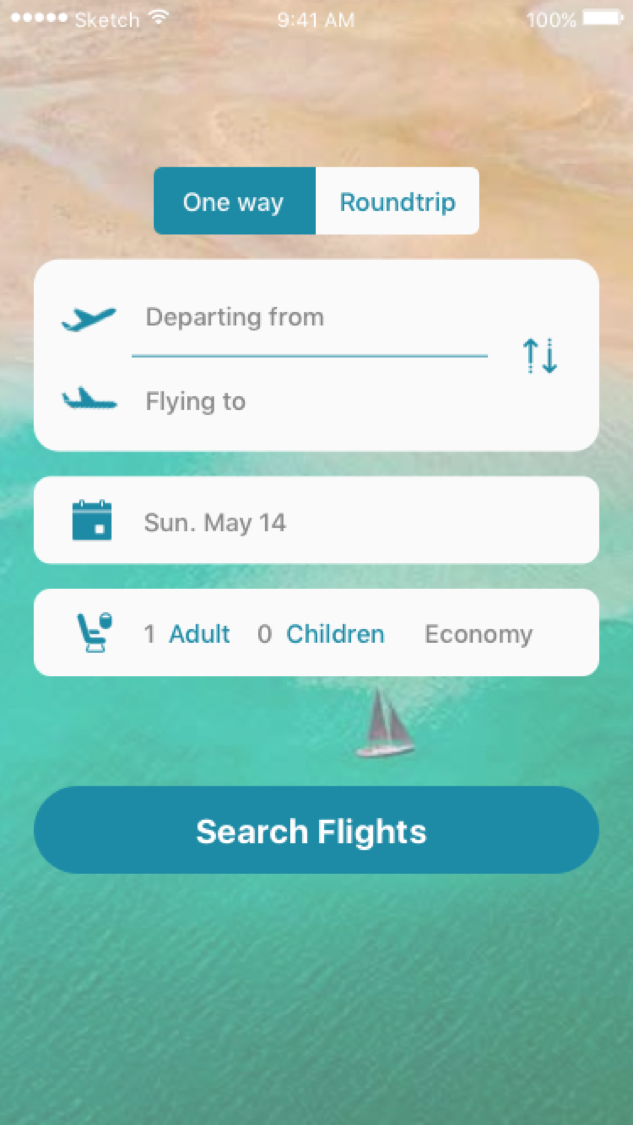 Sketch 9:41 AM 100%
One way Roundtrip
Departing from
Flying to
Sun. May 14
1 Adult 0 Children Economy
Search Flights